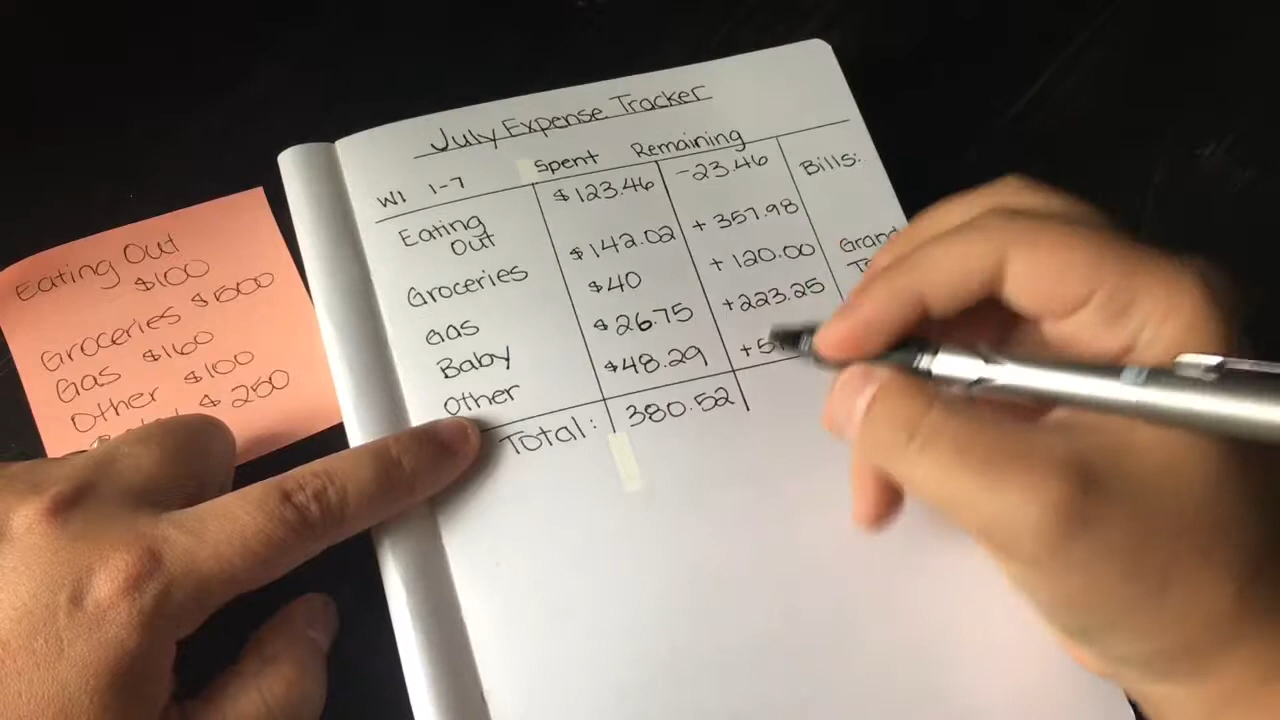 July Expense Tracker
W1 1-7 Spent Remaining
Eating Out $123.46 -23.46 Bills:
Groceries $142.02 +357.98
Gas $40 +120.00 Grand
Baby $26.75 +223.25
Other $48.29
Total: 380.52
Eating Out
$100
Groceries
Gas $160
Other $100
$250